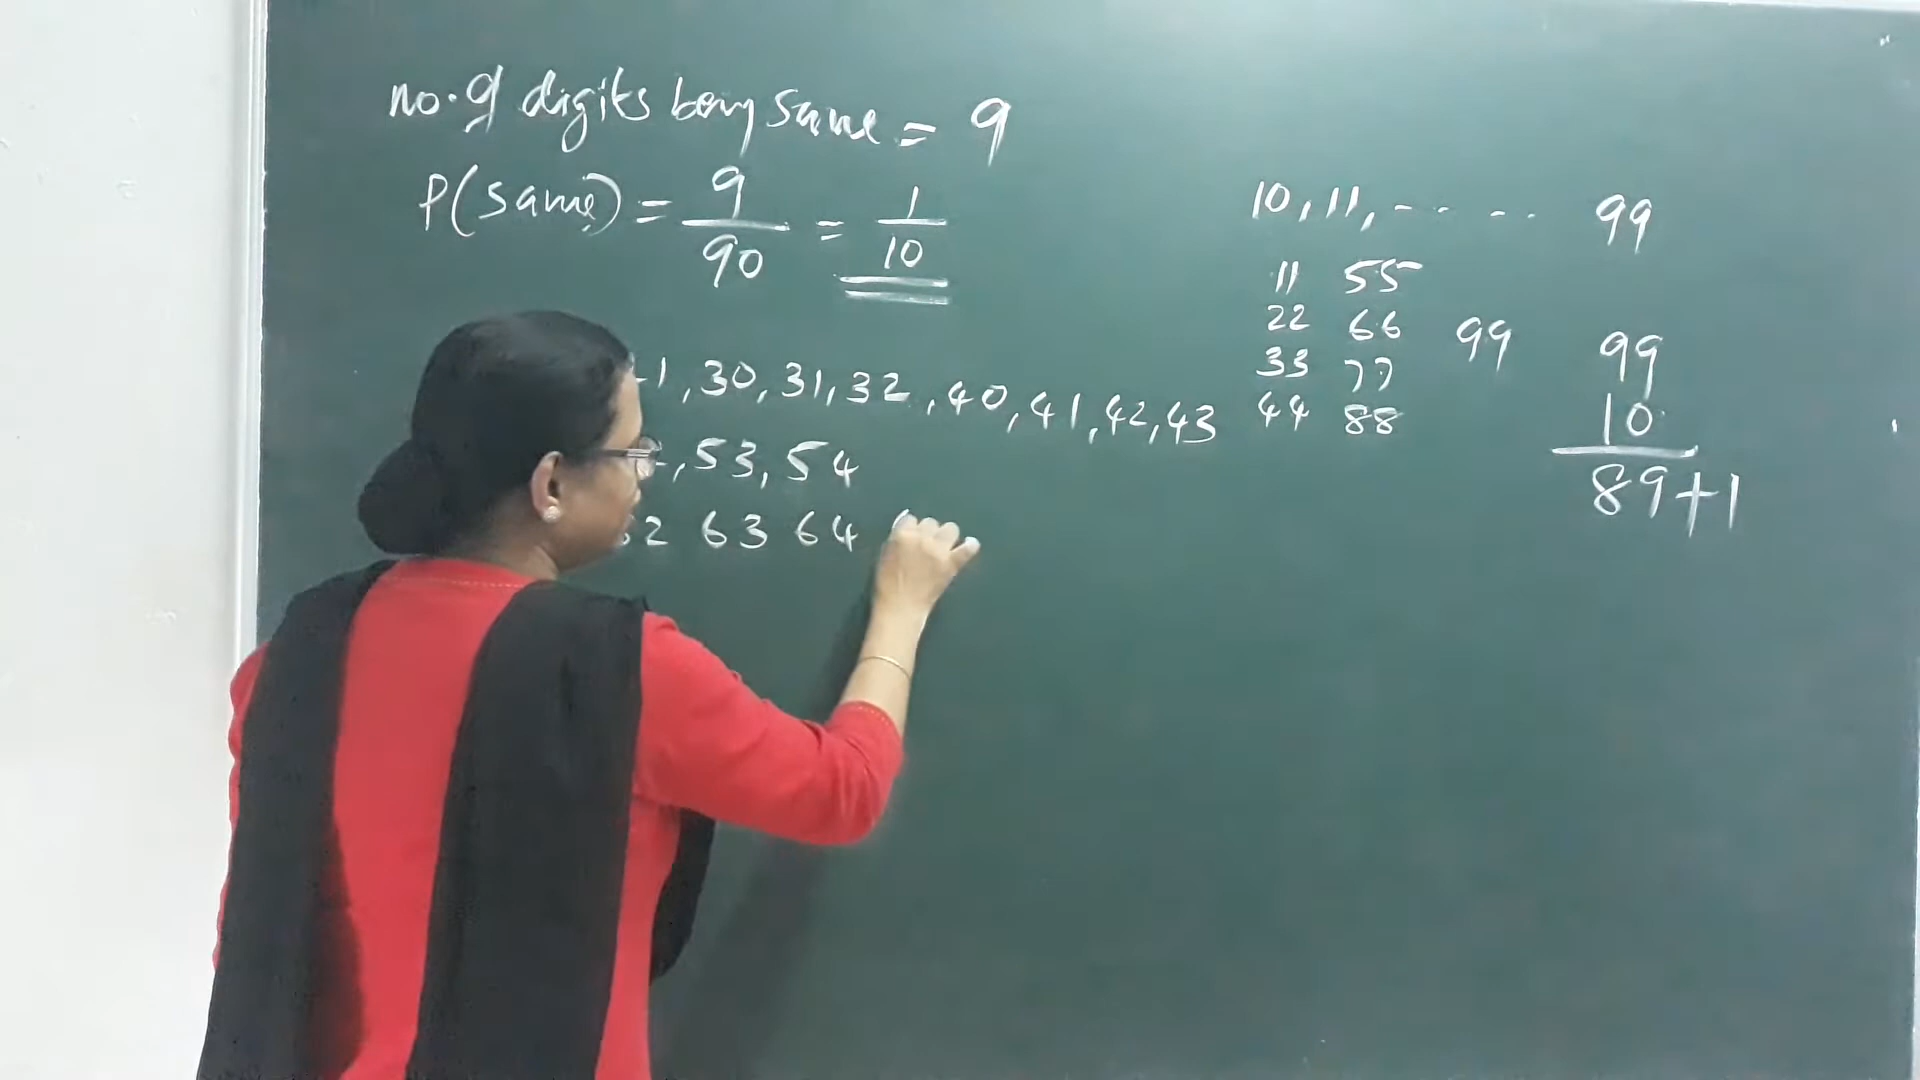 no. of digits being same = 9
P(same) = 9/90 = 1/10
1, 30, 31, 32, 40, 41, 42, 43
, 53, 54
62 63 64
10, 11, - - - - 99
11 55
22 66 99
33 77
44 88
99
10
89+1